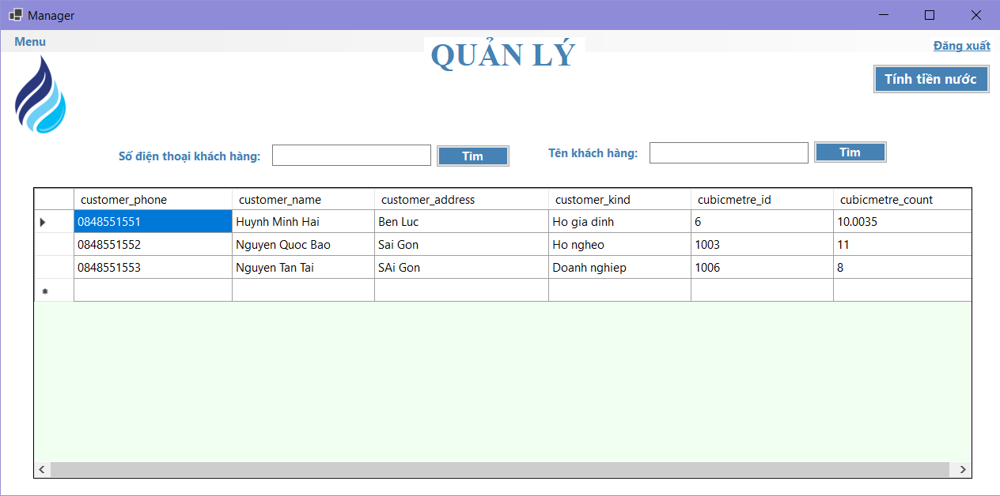 Manager
Menu
QUẢN LÝ
Đăng xuất
Tính tiền nước
Số điện thoại khách hàng: Tìm Tên khách hàng: Tìm
customer_phone customer_name customer_address customer_kind cubicmetre_id cubicmetre_count
0848551551 Huynh Minh Hai Ben Luc Ho gia dinh 6 10.0035
0848551552 Nguyen Quoc Bao Sai Gon Ho ngheo 1003 11
0848551553 Nguyen Tan Tai SAi Gon Doanh nghiep 1006 8